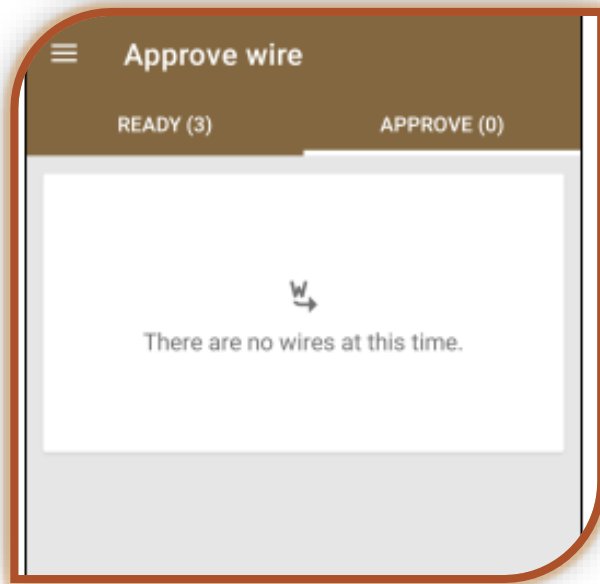 Approve wire
READY (3)
APPROVE (0)
W
There are no wires at this time.